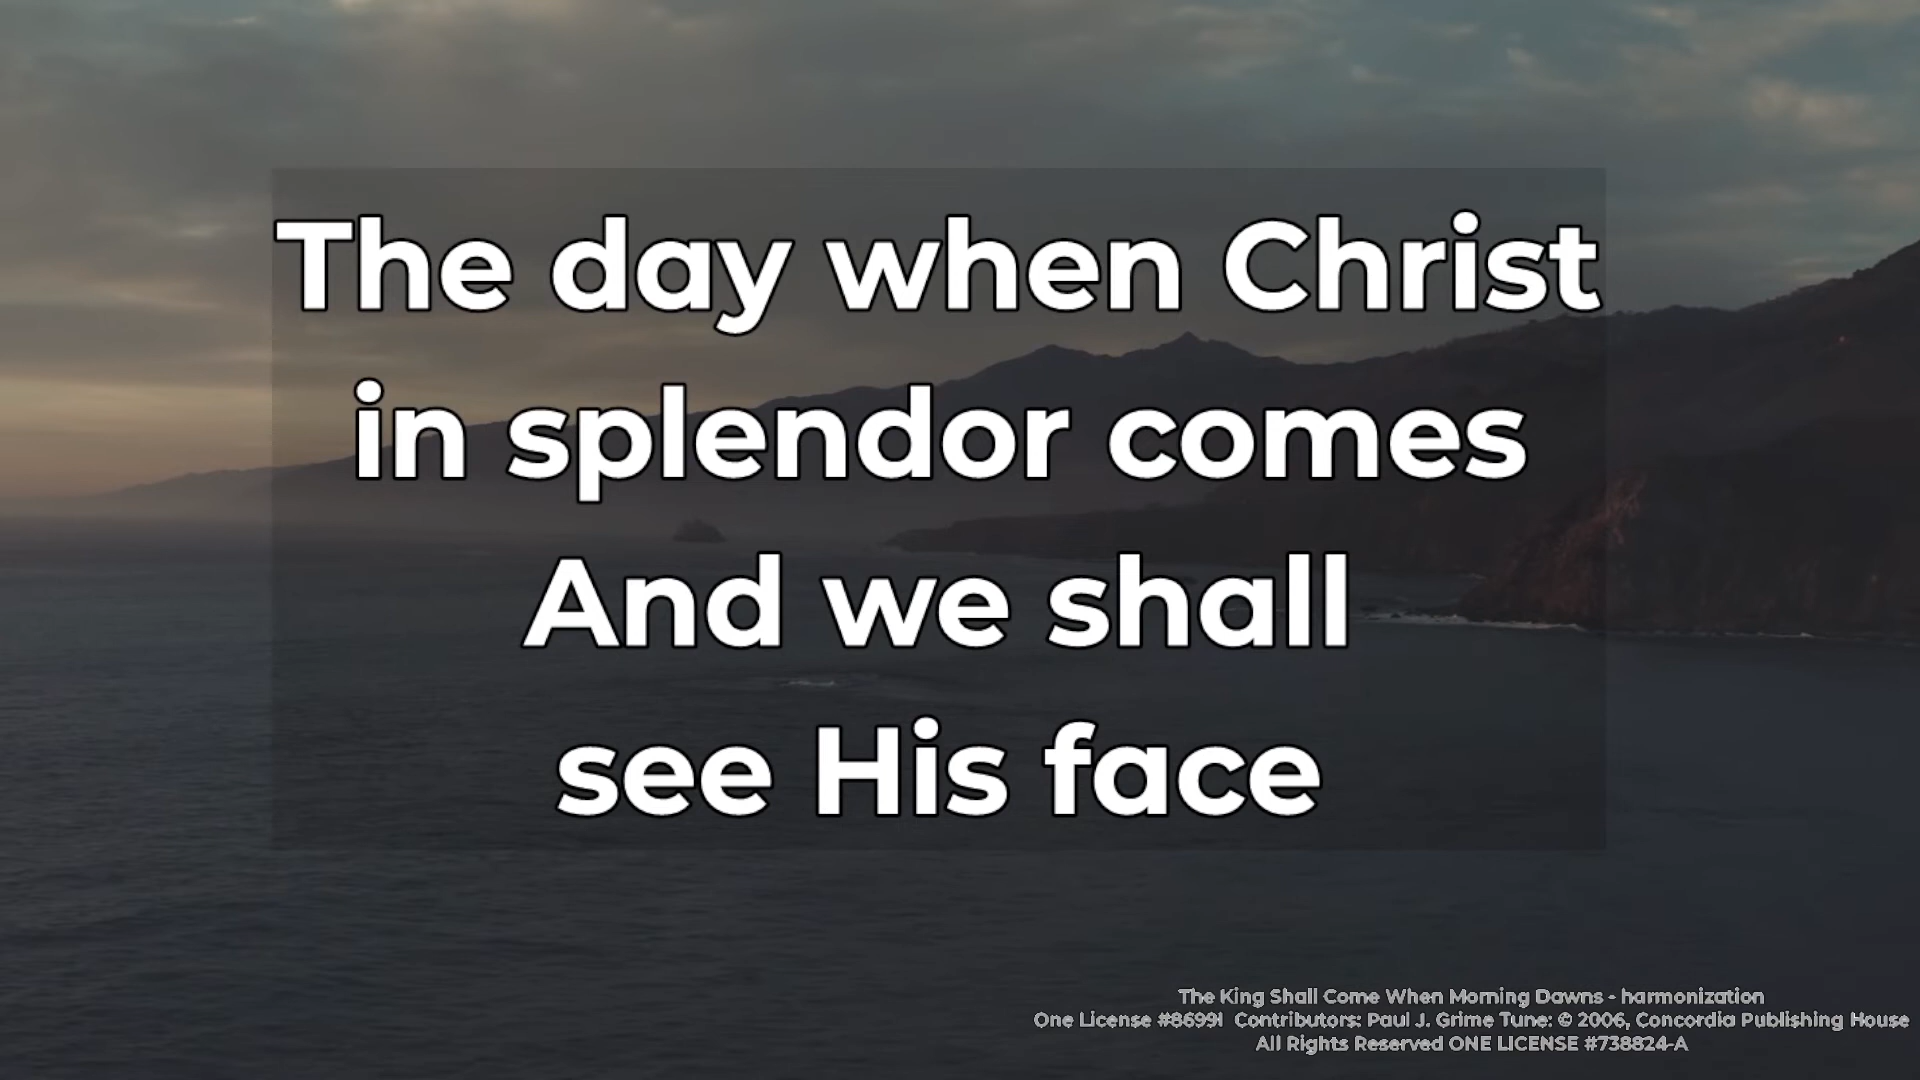 The day when Christ
in splendor comes
And we shall
see His face
The King Shall Come When Morning Dawns - harmonization
One License #86991 Contributors: Paul J. Grime Tune: © 2006, Concordia Publishing House
All Rights Reserved ONE LICENSE #738824-A